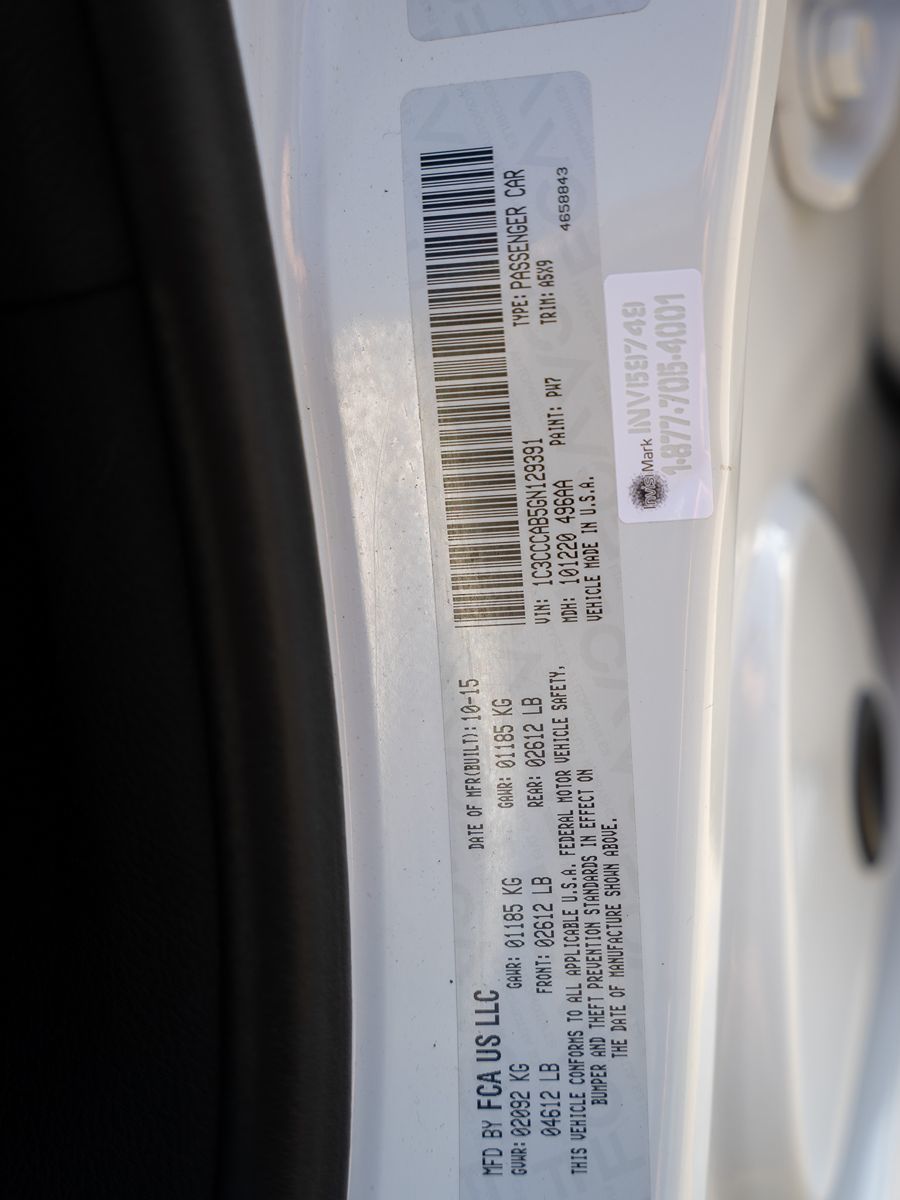 MFD BY FCA US LLC
DATE OF MFR(BUILT): 10-15
GVWR: 02092 KG
GAWR: 01185 KG
GAWR: 01185 KG
04612 LB
FRONT: 02612 LB
REAR: 02612 LB
THIS VEHICLE CONFORMS TO ALL APPLICABLE U.S.A. FEDERAL MOTOR VEHICLE SAFETY,
BUMPER AND THEFT PREVENTION STANDARDS IN EFFECT ON
THE DATE OF MANUFACTURE SHOWN ABOVE.
VIN: 1C3CCCAB5GN129391
TYPE: PASSENGER CAR
MDH: 101220 496AA
PAINT: PW7
TRIM: A5X9
VEHICLE MADE IN U.S.A.
4658843
nvsi Mark INV159749
1-877-705-4001